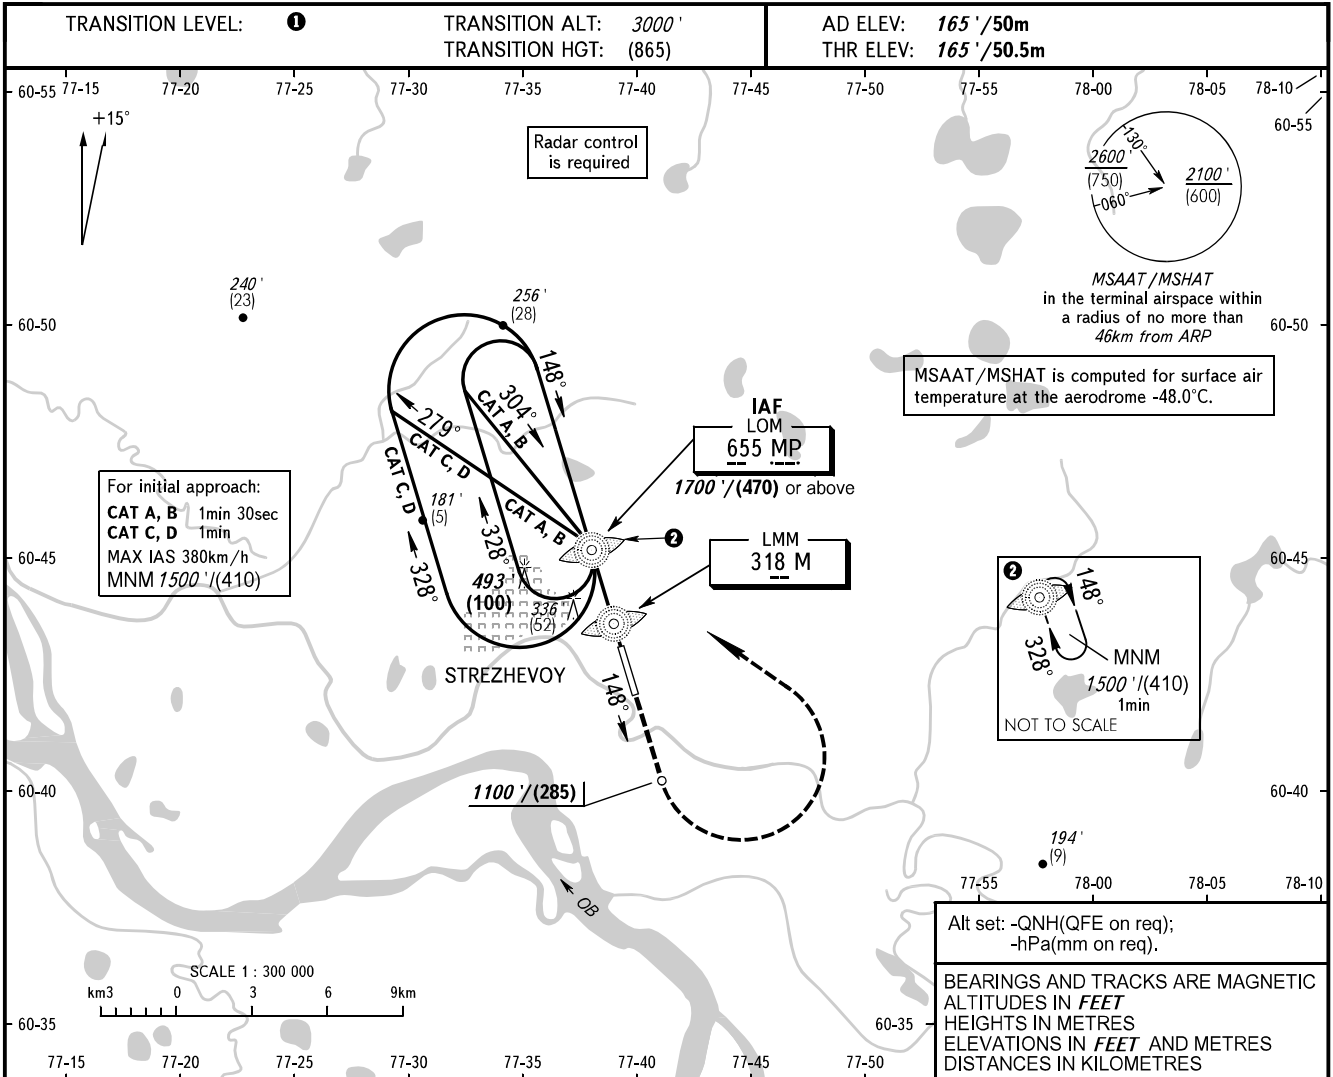 TRANSITION LEVEL: ❶
TRANSITION ALT: 3000 '
TRANSITION HGT: (865)
AD ELEV: 165 '/50m
THR ELEV: 165 '/50.5m
60-55 77-15 77-20 77-25 77-30 77-35 77-40 77-45 77-50 77-55 78-00 78-05 78-10
60-55
+15°
Radar control
is required
130°
2600 '
(750)
060°
2100 '
(600)
MSAAT/MSHAT
in the terminal airspace within
a radius of no more than
46km from ARP
240 '
(23)
256 '
(28)
60-50
60-50
MSAAT/MSHAT is computed for surface air
temperature at the aerodrome -48.0°C.
148°
304°
CAT A, B
279°
CAT C, D
CAT C, D
CAT A, B
IAF
LOM
655 MP
1700 '/(470) or above
For initial approach:
CAT A, B 1min 30sec
CAT C, D 1min
MAX IAS 380km/h
MNM 1500 '/(410)
181 '
(5)
328°
328°
❷
LMM
318 M
60-45
60-45
493 '
(100)
336 '
(52)
STREZHEVOY
148°
❷
148°
328°
MNM
1500 '/(410)
1min
NOT TO SCALE
1100 '/(285)
60-40
60-40
194 '
(9)
77-55 78-00 78-05 78-10
OB
Alt set: -QNH(QFE on req);
-hPa(mm on req).
SCALE 1 : 300 000
km3 0 3 6 9km
BEARINGS AND TRACKS ARE MAGNETIC
ALTITUDES IN FEET
HEIGHTS IN METRES
ELEVATIONS IN FEET AND METRES
DISTANCES IN KILOMETRES
60-35
60-35
77-15 77-20 77-25 77-30 77-35 77-40 77-45 77-50